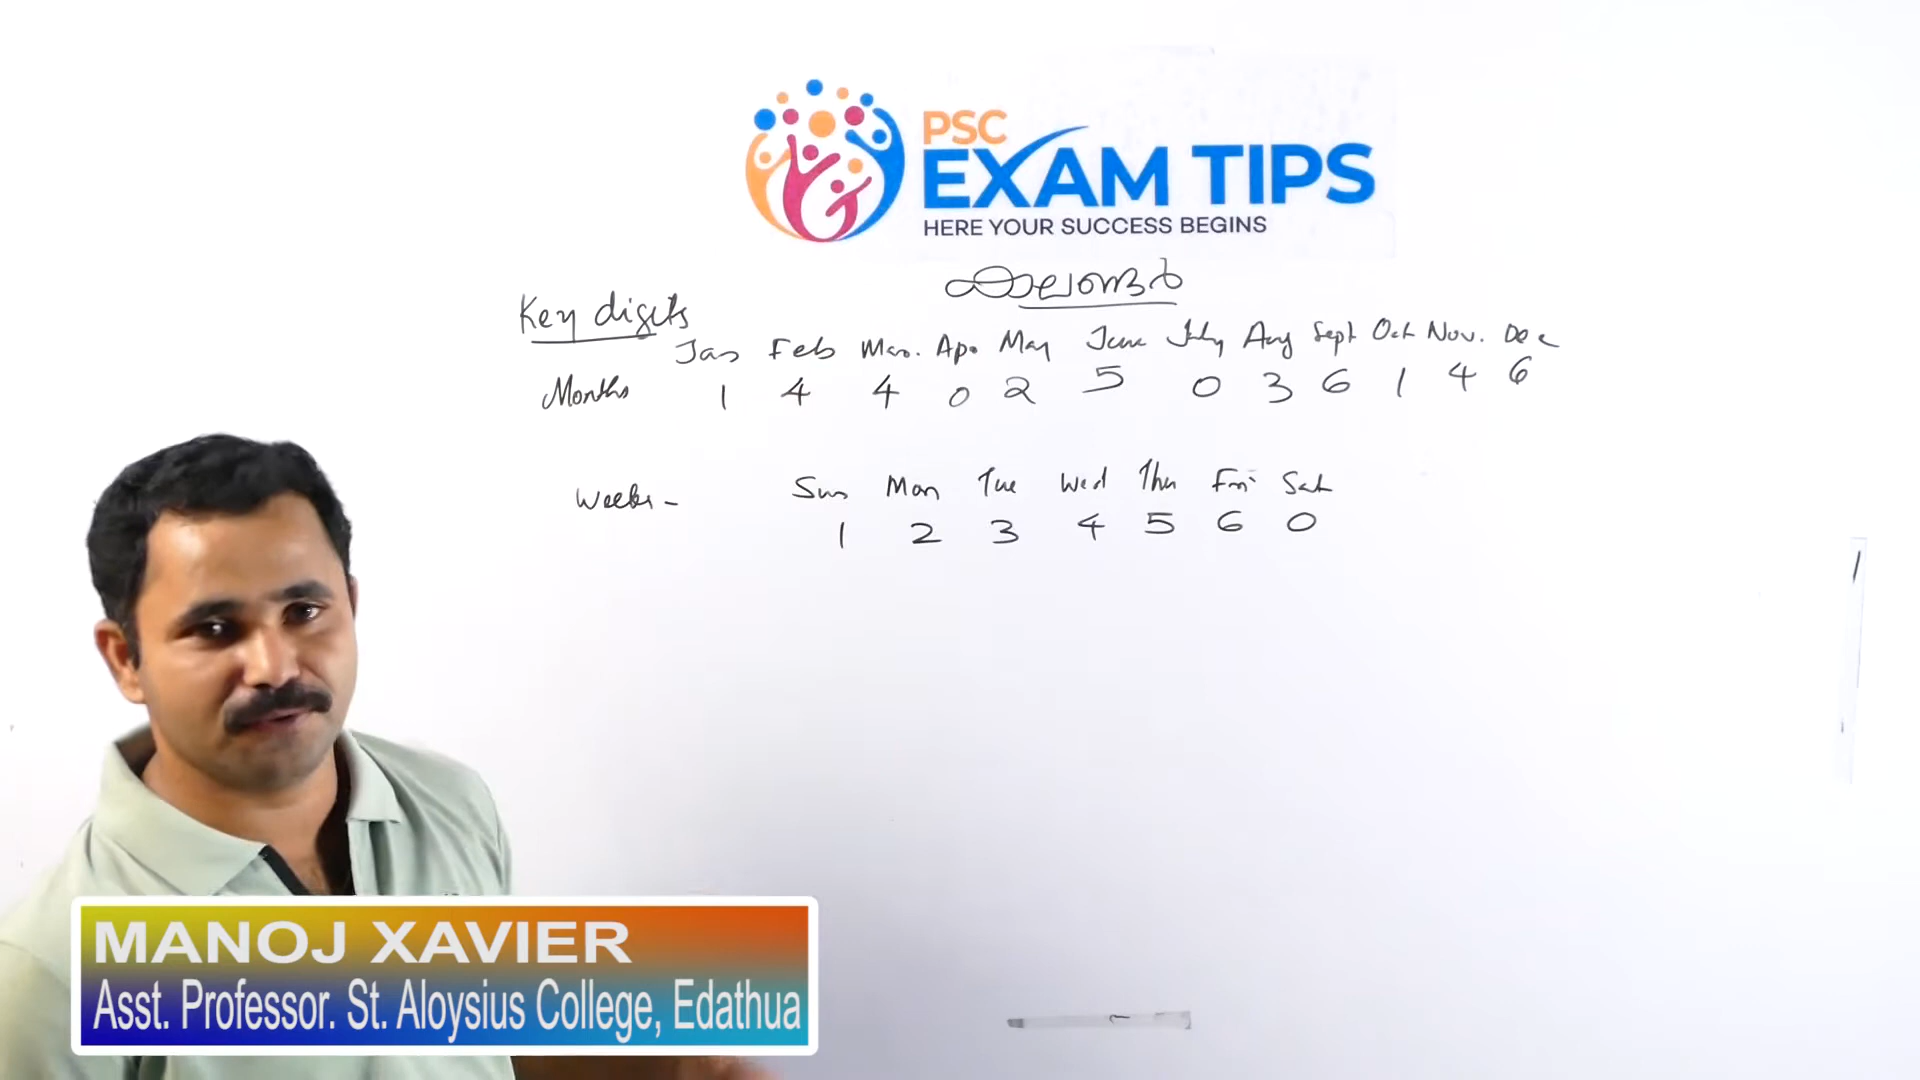 PSC
EXAM TIPS
HERE YOUR SUCCESS BEGINS
കലണ്ടർ
Key digits
Jan Feb Mar. Apr May June July Aug Sept Oct Nov. Dec
Months 1 4 4 0 2 5 0 3 6 1 4 6
Weeks - Sun Mon Tue Wed Thu Fri Sat
1 2 3 4 5 6 0
MANOJ XAVIER
Asst. Professor. St. Aloysius College, Edathua